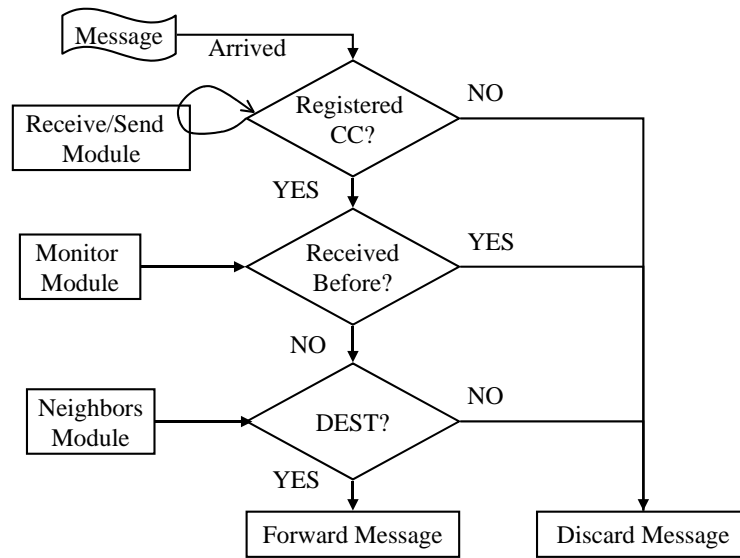 Message
Arrived
Registered
CC?
NO
Receive/Send
Module
YES
Received
Before?
YES
Monitor
Module
NO
DEST?
NO
Neighbors
Module
YES
Forward Message
Discard Message